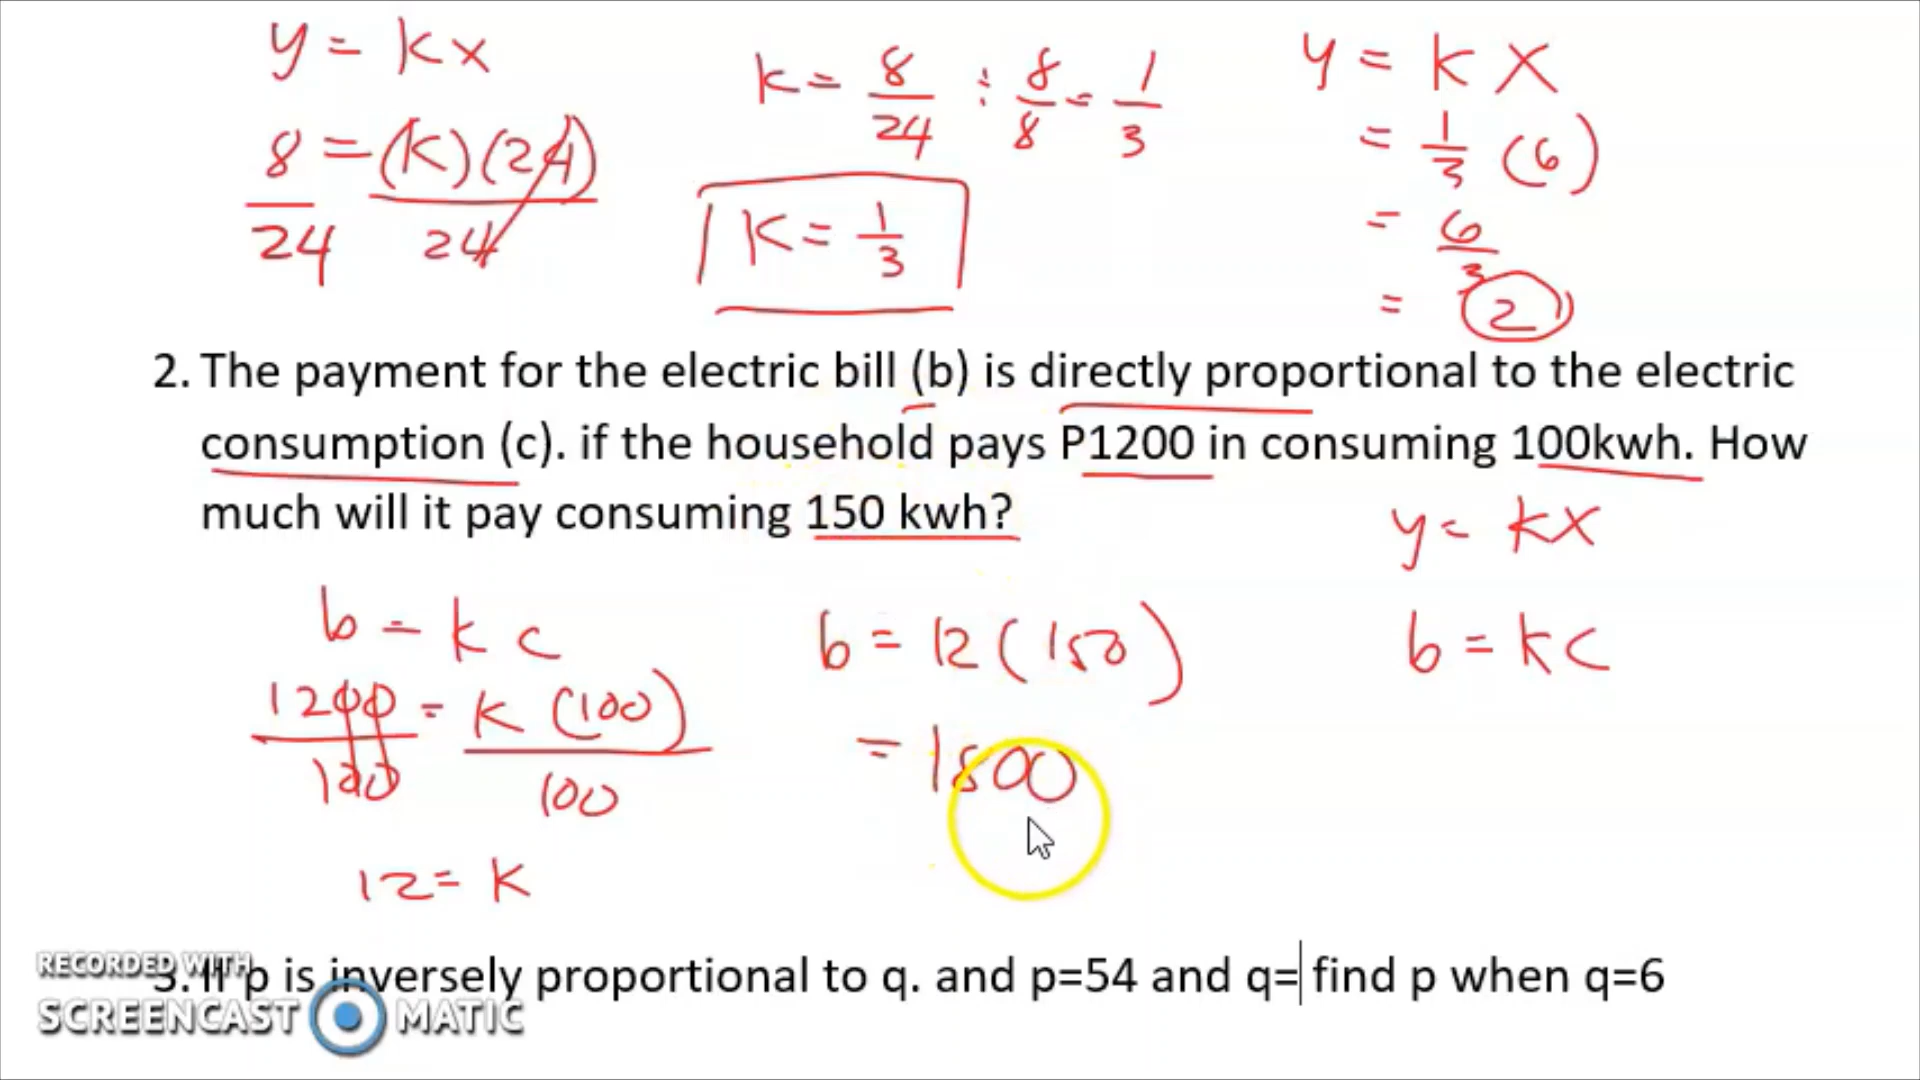 y = kx
8 = (k)(24)
24 24
k = 8/24 ÷ 8/8 = 1/3
k = 1/3
y = k x
= 1/3 (6)
= 6/3
= 2
2. The payment for the electric bill (b) is directly proportional to the electric
consumption (c). if the household pays P1200 in consuming 100kwh. How
much will it pay consuming 150 kwh?
y = kx
b = kc
b = k c
1200 = k (100)
100 100
12 = k
b = 12 (150)
= 1800
3. If p is inversely proportional to q. and p=54 and q= find p when q=6
RECORDED WITH
SCREENCAST MATIC